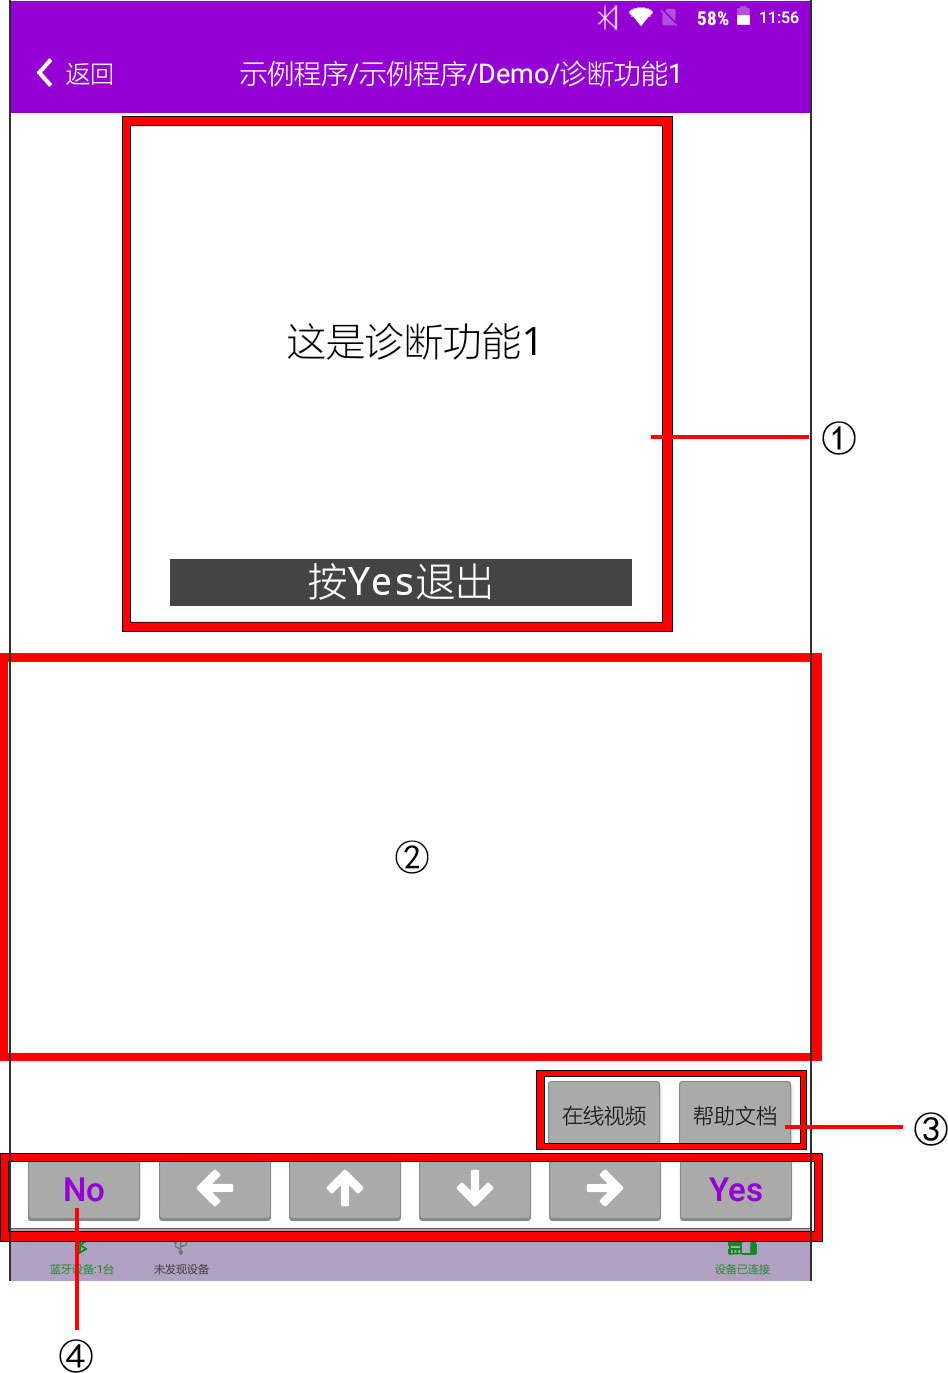 58% 11:56
返回 示例程序/示例程序/Demo/诊断功能1
这是诊断功能1
①
按Yes退出
②
在线视频 帮助文档
③
No Yes
蓝牙设备:1台 未发现设备 设备已连接
④